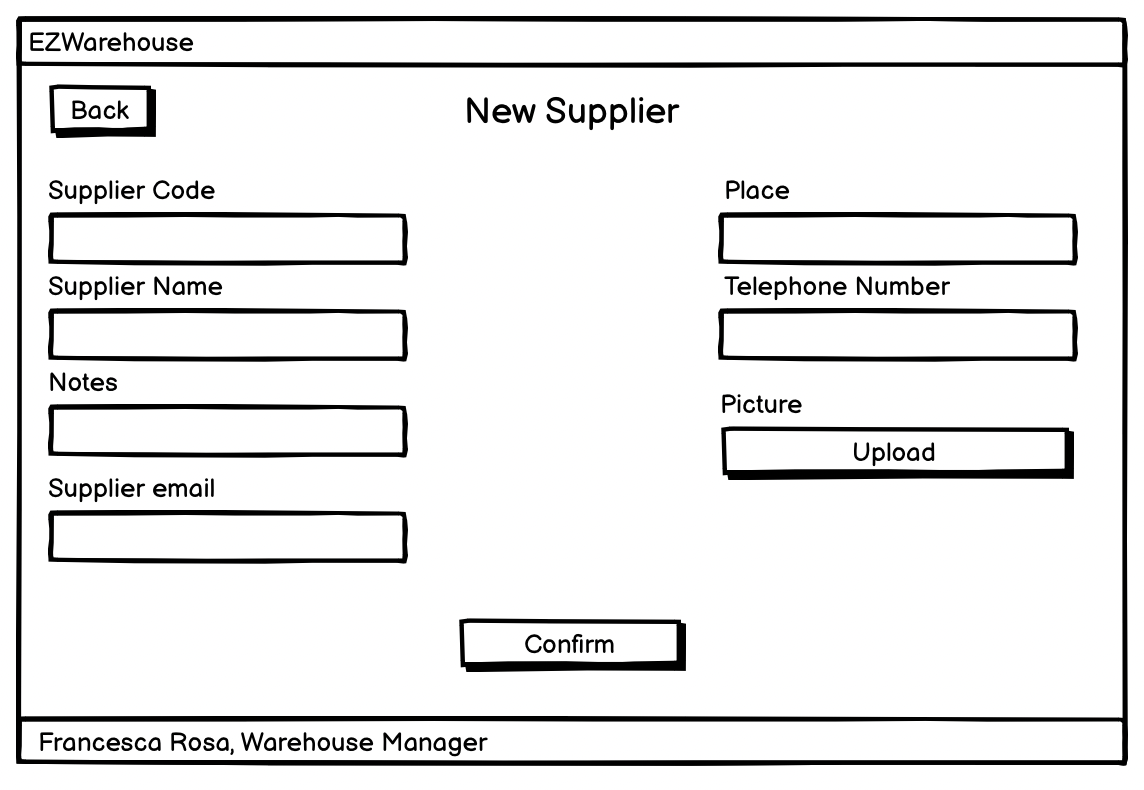 EZWarehouse
Back
New Supplier
Supplier Code
Place
Supplier Name
Telephone Number
Notes
Picture
Upload
Supplier email
Confirm
Francesca Rosa, Warehouse Manager